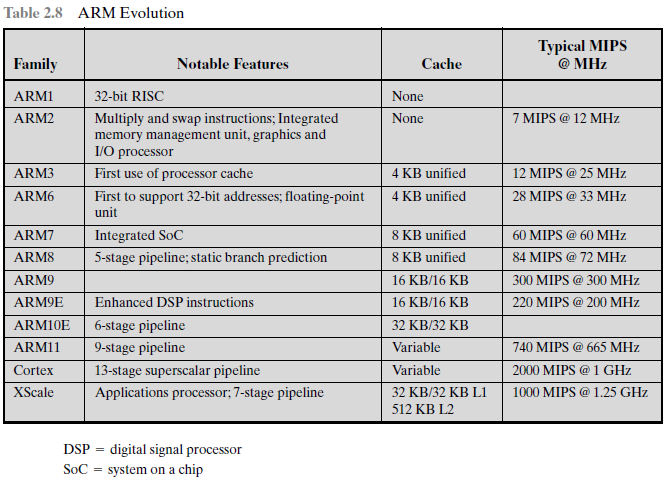 Table 2.8 ARM Evolution
Family Notable Features Cache Typical MIPS @ MHz
ARM1 32-bit RISC None
ARM2 Multiply and swap instructions; Integrated None 7 MIPS @ 12 MHz
memory management unit, graphics and
I/O processor
ARM3 First use of processor cache 4 KB unified 12 MIPS @ 25 MHz
ARM6 First to support 32-bit addresses; floating-point 4 KB unified 28 MIPS @ 33 MHz
unit
ARM7 Integrated SoC 8 KB unified 60 MIPS @ 60 MHz
ARM8 5-stage pipeline; static branch prediction 8 KB unified 84 MIPS @ 72 MHz
ARM9 16 KB/16 KB 300 MIPS @ 300 MHz
ARM9E Enhanced DSP instructions 16 KB/16 KB 220 MIPS @ 200 MHz
ARM10E 6-stage pipeline 32 KB/32 KB
ARM11 9-stage pipeline Variable 740 MIPS @ 665 MHz
Cortex 13-stage superscalar pipeline Variable 2000 MIPS @ 1 GHz
XScale Applications processor; 7-stage pipeline 32 KB/32 KB L1 1000 MIPS @ 1.25 GHz
512 KB L2
DSP = digital signal processor
SoC = system on a chip